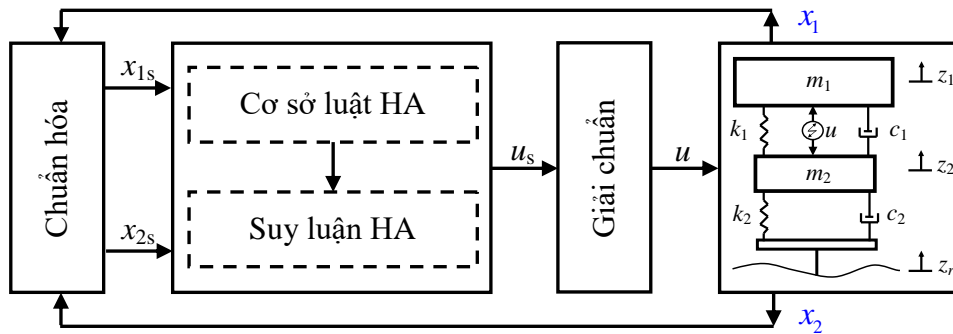 x₁
Chuẩn hóa
x₁ₛ
x₂ₛ
Cơ sở luật HA
Suy luận HA
uₛ
Giải chuẩn
u
m₁
z₁
k₁
u
c₁
m₂
z₂
k₂
c₂
zᵣ
x₂